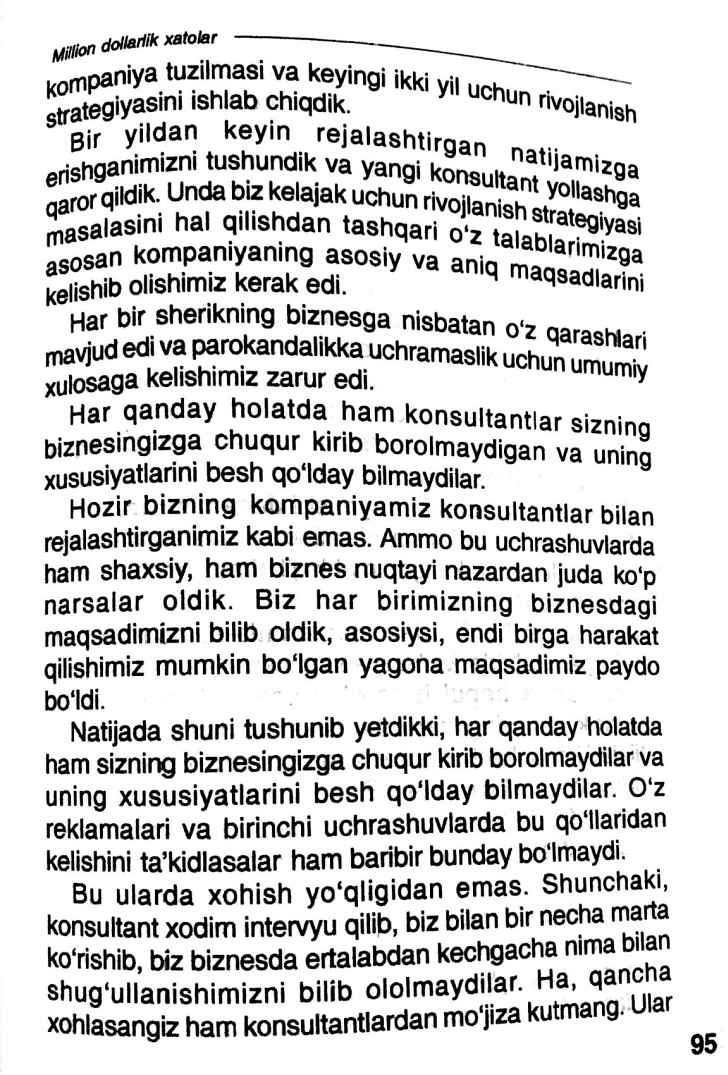 Million dollarlik xatolar
kompaniya tuzilmasi va keyingi ikki yil uchun rivojlanish
strategiyasini ishlab chiqdik.
Bir yildan keyin rejalashtirgan natijamizga
erishganimizni tushundik va yangi konsultant yollashga
qaror qildik. Unda biz kelajak uchun rivojlanish strategiyasi
masalasini hal qilishdan tashqari o‘z talablarimizga
asosan kompaniyaning asosiy va aniq maqsadlarini
kelishib olishimiz kerak edi.
Har bir sherikning biznesga nisbatan o‘z qarashlari
mavjud edi va parokandalikka uchramaslik uchun umumiy
xulosaga kelishimiz zarur edi.
Har qanday holatda ham konsultantlar sizning
biznesingizga chuqur kirib borolmaydigan va uning
xususiyatlarini besh qo‘lday bilmaydilar.
Hozir bizning kompaniyamiz konsultantlar bilan
rejalashtirganimiz kabi emas. Ammo bu uchrashuvlarda
ham shaxsiy, ham biznes nuqtayi nazardan juda ko‘p
narsalar oldik. Biz har birimizning biznesdagi
maqsadimizni bilib oldik, asosiysi, endi birga harakat
qilishimiz mumkin bo‘lgan yagona maqsadimiz paydo
bo‘ldi.
Natijada shuni tushunib yetdikki, har qanday holatda
ham sizning biznesingizga chuqur kirib borolmaydilar va
uning xususiyatlarini besh qo‘lday bilmaydilar. O‘z
reklamalari va birinchi uchrashuvlarda bu qo‘llaridan
kelishini ta’kidlasalar ham baribir bunday bo‘lmaydi.
Bu ularda xohish yo‘qligidan emas. Shunchaki,
konsultant xodim intervyu qilib, biz bilan bir necha marta
ko‘rishib, biz biznesda ertalabdan kechgacha nima bilan
shug‘ullanishimizni bilib ololmaydilar. Ha, qancha
xohlasangiz ham konsultantlardan mo‘jiza kutmang. Ular
95